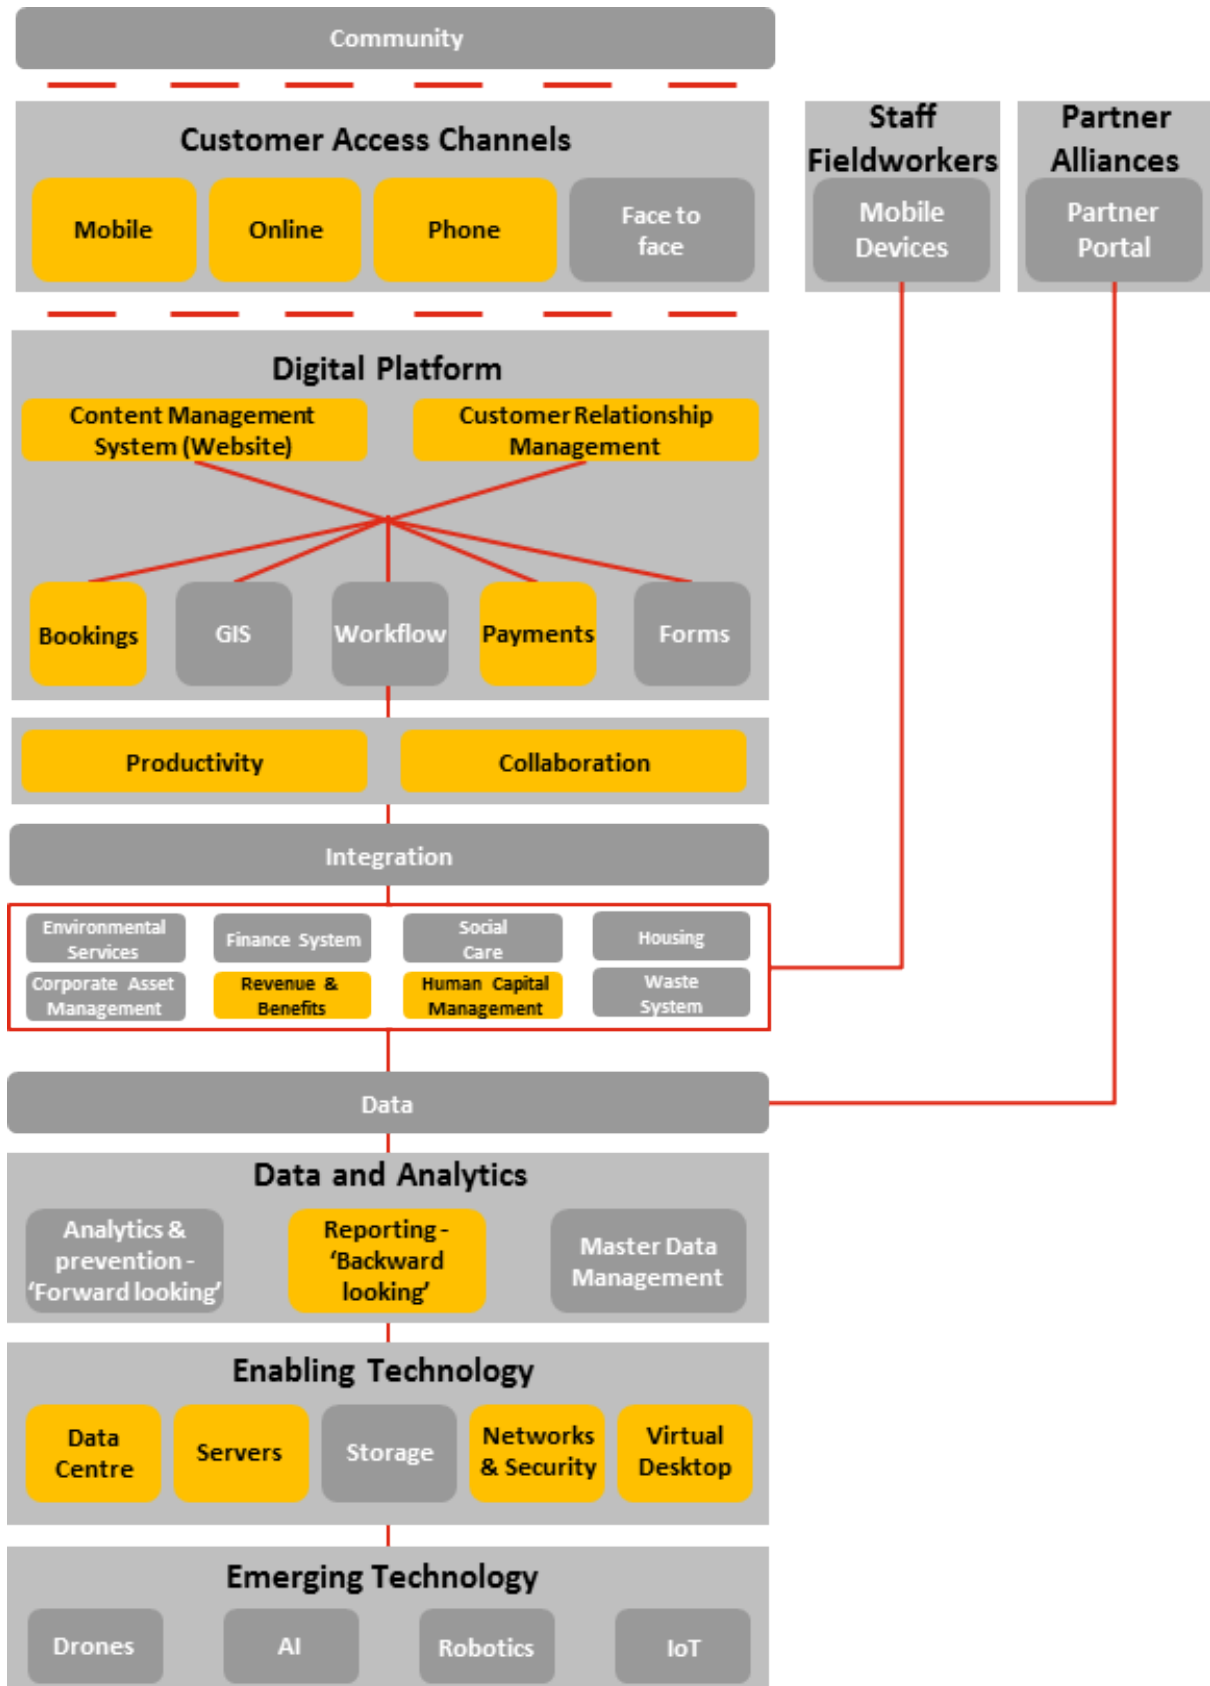 Community
Customer Access Channels
Mobile
Online
Phone
Face to
face
Staff
Fieldworkers
Mobile
Devices
Partner
Alliances
Partner
Portal
Digital Platform
Content Management
System (Website)
Customer Relationship
Management
Bookings
GIS
Workflow
Payments
Forms
Productivity
Collaboration
Integration
Environmental
Services
Finance System
Social
Care
Housing
Corporate Asset
Management
Revenue &
Benefits
Human Capital
Management
Waste
System
Data
Data and Analytics
Analytics &
prevention -
‘Forward looking’
Reporting -
‘Backward
looking’
Master Data
Management
Enabling Technology
Data
Centre
Servers
Storage
Networks
& Security
Virtual
Desktop
Emerging Technology
Drones
AI
Robotics
IoT